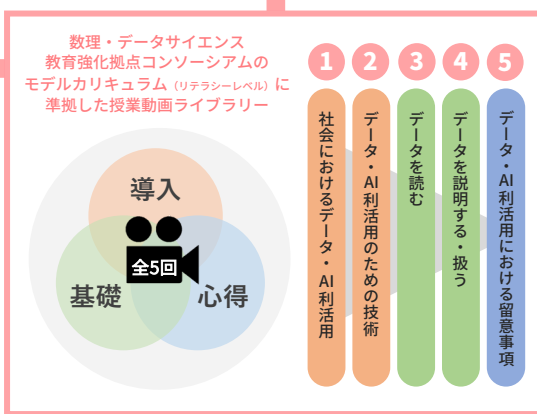 数理・データサイエンス
教育強化拠点コンソーシアムの
モデルカリキュラム（リテラシーレベル）に
準拠した授業動画ライブラリー
導入
全5回
基礎
心得
1
社会におけるデータ・AI利活用
2
データ・AI利活用のための技術
3
データを読む
4
データを説明する・扱う
5
データ・AI利活用における留意事項